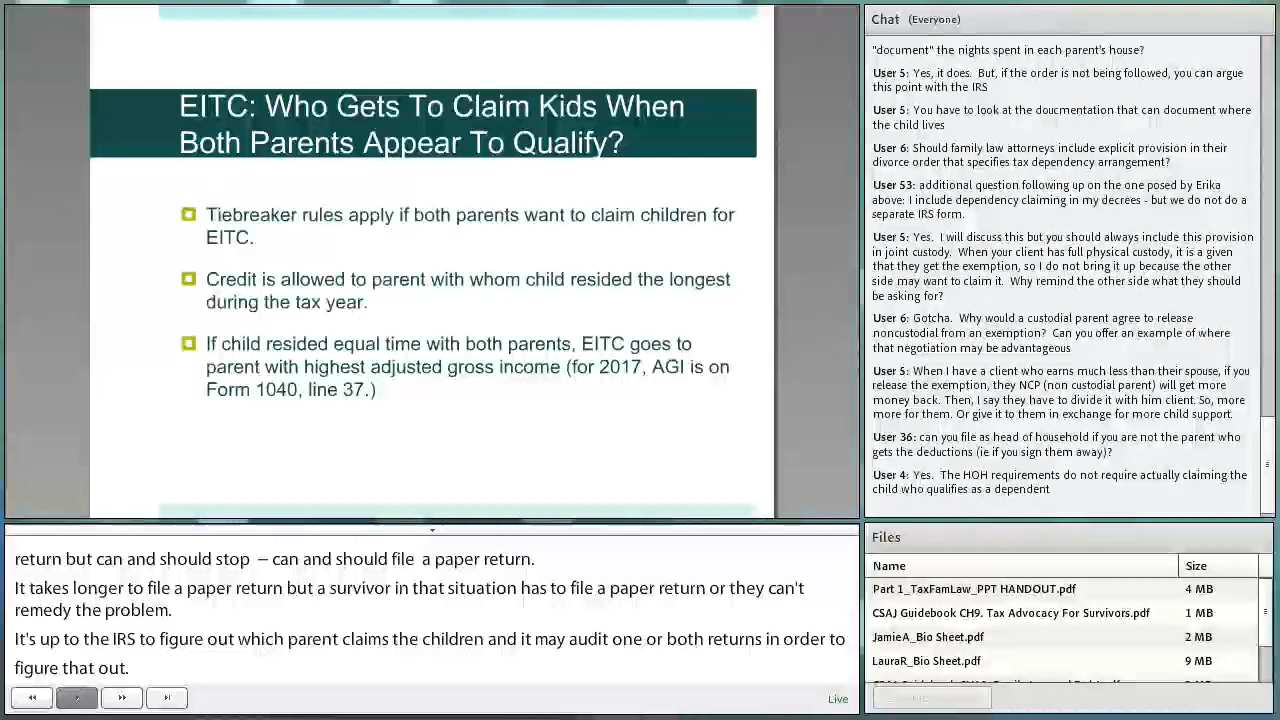 EITC: Who Gets To Claim Kids When
Both Parents Appear To Qualify?
Tiebreaker rules apply if both parents want to claim children for
EITC.
Credit is allowed to parent with whom child resided the longest
during the tax year.
If child resided equal time with both parents, EITC goes to
parent with highest adjusted gross income (for 2017, AGI is on
Form 1040, line 37.)
return but can and should stop – can and should file a paper return.
It takes longer to file a paper return but a survivor in that situation has to file a paper return or they can't
remedy the problem.
It's up to the IRS to figure out which parent claims the children and it may audit one or both returns in order to
figure that out.
Live
Chat (Everyone)
"document" the nights spent in each parent's house?
User 5: Yes, it does. But, if the order is not being followed, you can argue
this point with the IRS
User 5: You have to look at the doucmentation that can document where
the child lives
User 6: Should family law attorneys include explicit provision in their
divorce order that specifies tax dependency arrangement?
User 53: additional question following up on the one posed by Erika
above: I include dependency claiming in my decrees - but we do not do a
separate IRS form.
User 5: Yes. I will discuss this but you should always include this provision
in joint custody. When your client has full physical custody, it is a given
that they get the exemption, so I do not bring it up because the other
side may want to claim it. Why remind the other side what they should
be asking for?
User 6: Gotcha. Why would a custodial parent agree to release
noncustodial from an exemption? Can you offer an example of where
that negotiation may be advantageous
User 5: When I have a client who earns much less than their spouse, if you
release the exemption, they NCP (non custodial parent) will get more
money back. Then, I say they have to divide it with him client. So, more
more for them. Or give it to them in exchange for more child support.
User 36: can you file as head of household if you are not the parent who
gets the deductions (ie if you sign them away)?
User 4: Yes. The HOH requirements do not require actually claiming the
child who qualifies as a dependent
Files
Name Size
Part 1_TaxFamLaw_PPT HANDOUT.pdf 4 MB
CSAJ Guidebook CH9. Tax Advocacy For Survivors.pdf 1 MB
JamieA_Bio Sheet.pdf 2 MB
LauraR_Bio Sheet.pdf 9 MB